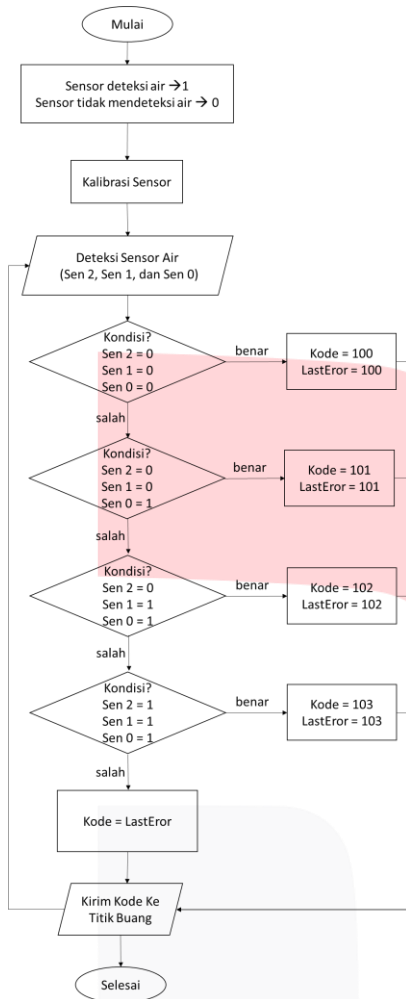 Mulai
Sensor deteksi air →1
Sensor tidak mendeteksi air → 0
Kalibrasi Sensor
Deteksi Sensor Air
(Sen 2, Sen 1, dan Sen 0)
Kondisi?
Sen 2 = 0
Sen 1 = 0
Sen 0 = 0
benar
Kode = 100
LastEror = 100
salah
Kondisi?
Sen 2 = 0
Sen 1 = 0
Sen 0 = 1
benar
Kode = 101
LastEror = 101
salah
Kondisi?
Sen 2 = 0
Sen 1 = 1
Sen 0 = 1
benar
Kode = 102
LastEror = 102
salah
Kondisi?
Sen 2 = 1
Sen 1 = 1
Sen 0 = 1
benar
Kode = 103
LastEror = 103
salah
Kode = LastEror
Kirim Kode Ke
Titik Buang
Selesai